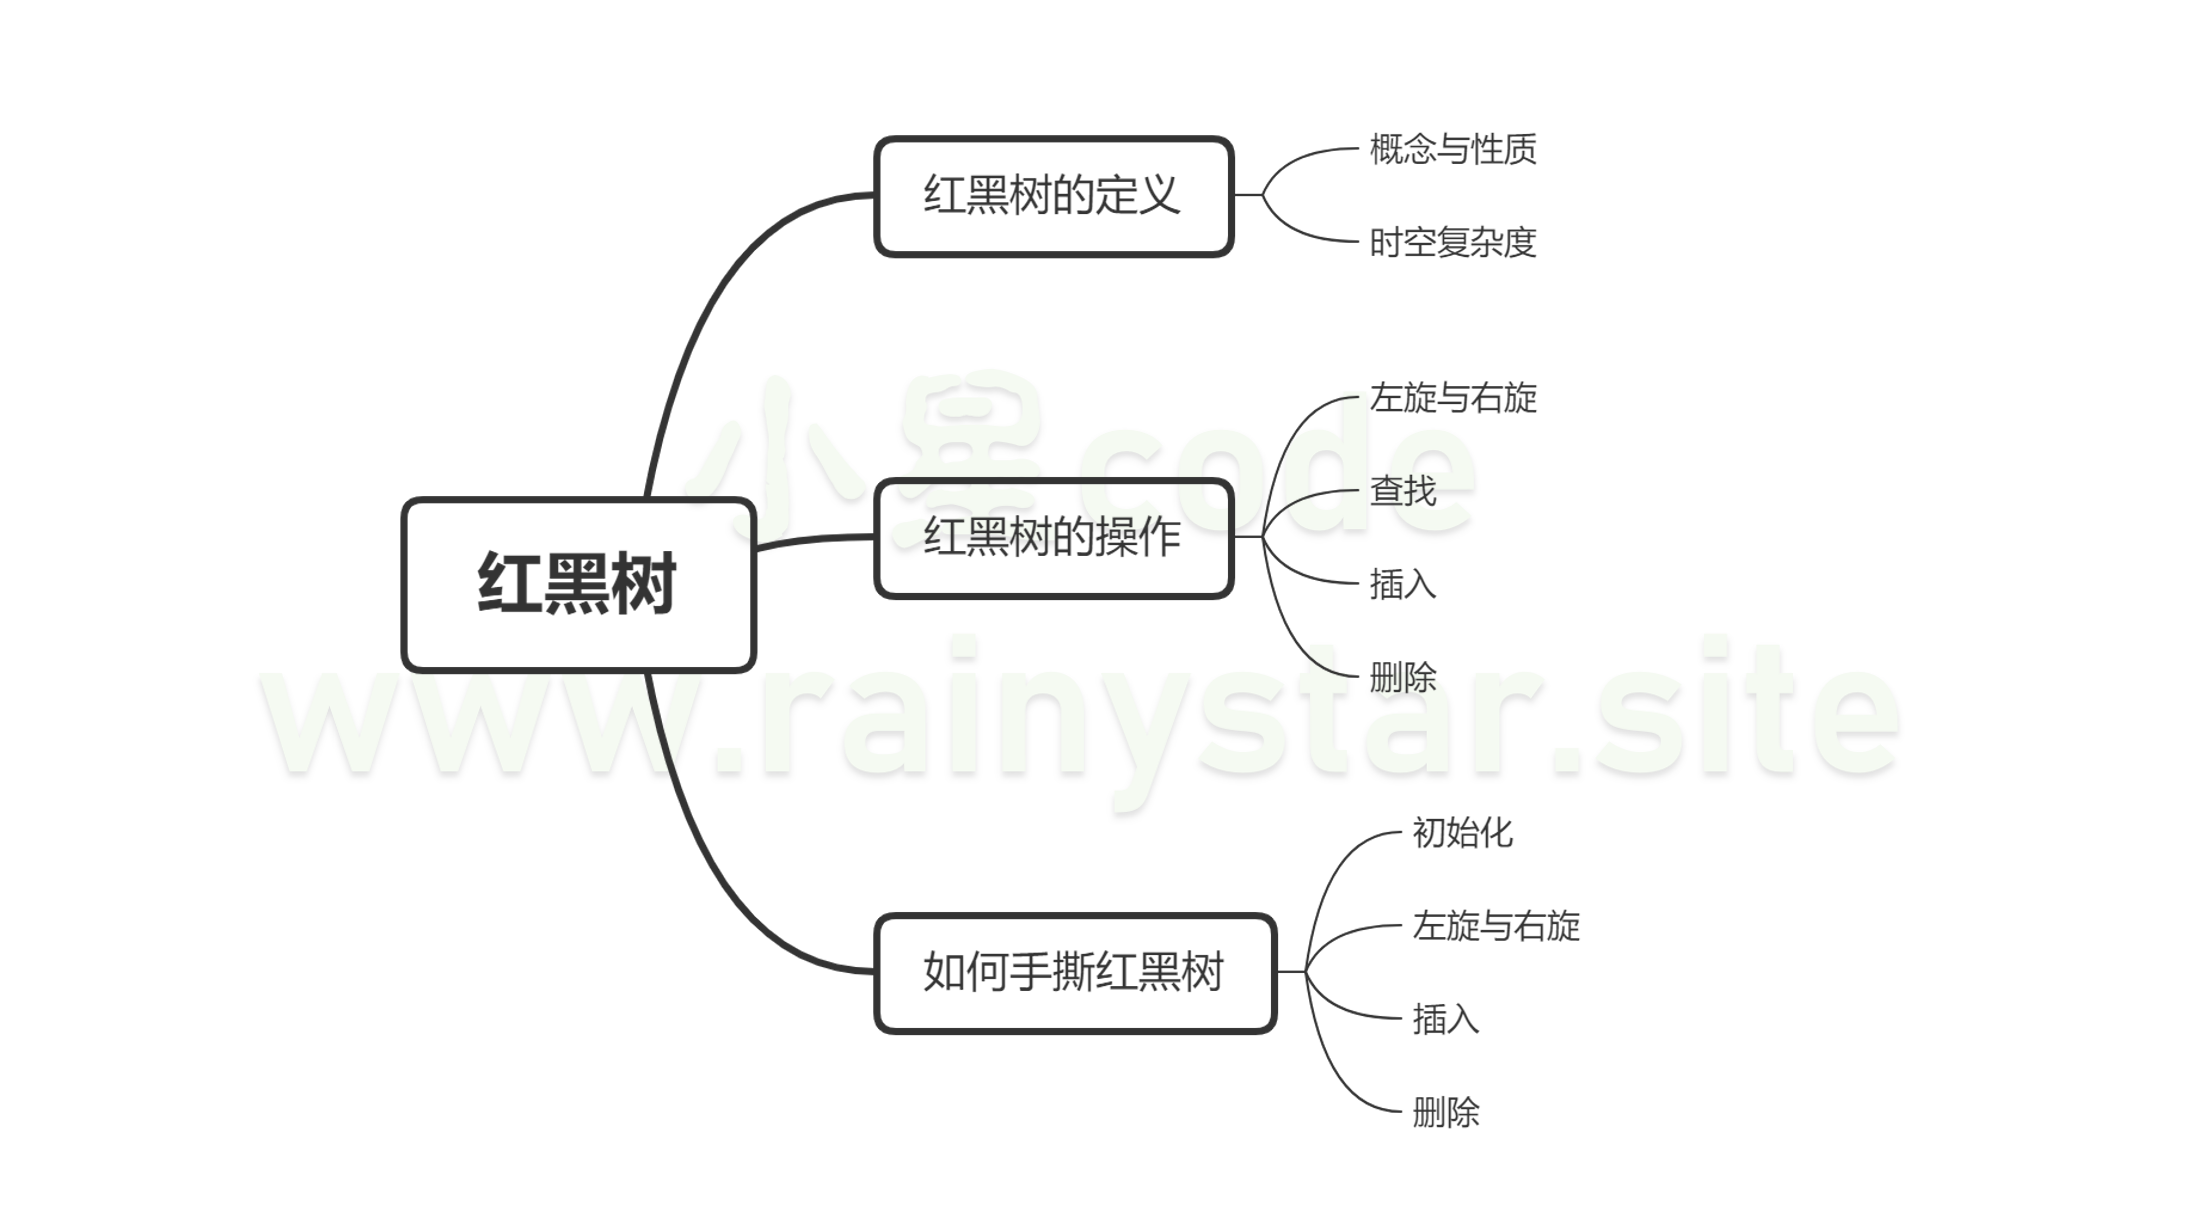 红黑树
红黑树的定义
概念与性质
时空复杂度
红黑树的操作
左旋与右旋
查找
插入
删除
如何手撕红黑树
初始化
左旋与右旋
插入
删除
小星code
www.rainystar.site